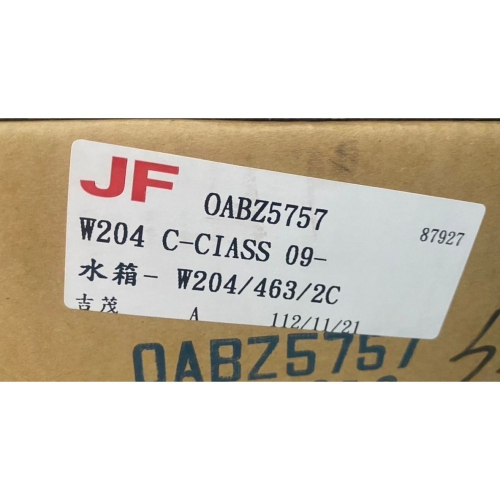 JF OABZ5757
87927
W204 C-CIASS 09-
水箱- W204/463/2C
吉茂 A 112/11/21
OABZ5757